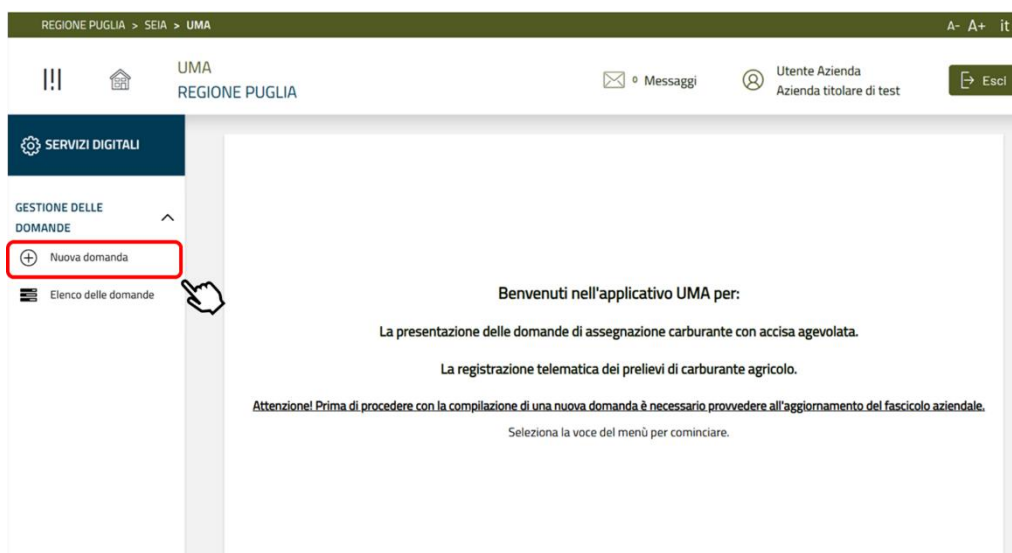 REGIONE PUGLIA > SEIA > UMA
A- A+ it
UMA
REGIONE PUGLIA
0 Messaggi
Utente Azienda
Azienda titolare di test
Esci
SERVIZI DIGITALI
GESTIONE DELLE
DOMANDE
Nuova domanda
Elenco delle domande
Benvenuti nell'applicativo UMA per:
La presentazione delle domande di assegnazione carburante con accisa agevolata.
La registrazione telematica dei prelievi di carburante agricolo.
Attenzione! Prima di procedere con la compilazione di una nuova domanda è necessario provvedere all'aggiornamento del fascicolo aziendale.
Seleziona la voce del menù per cominciare.